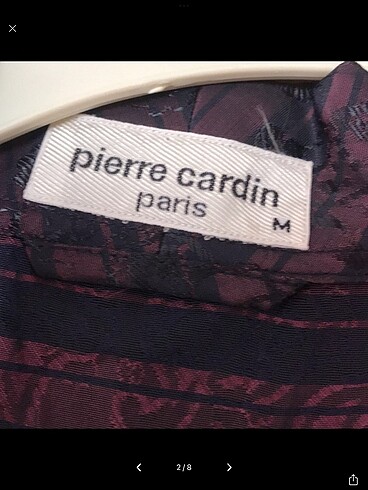 pierre cardin
paris
M
2/8